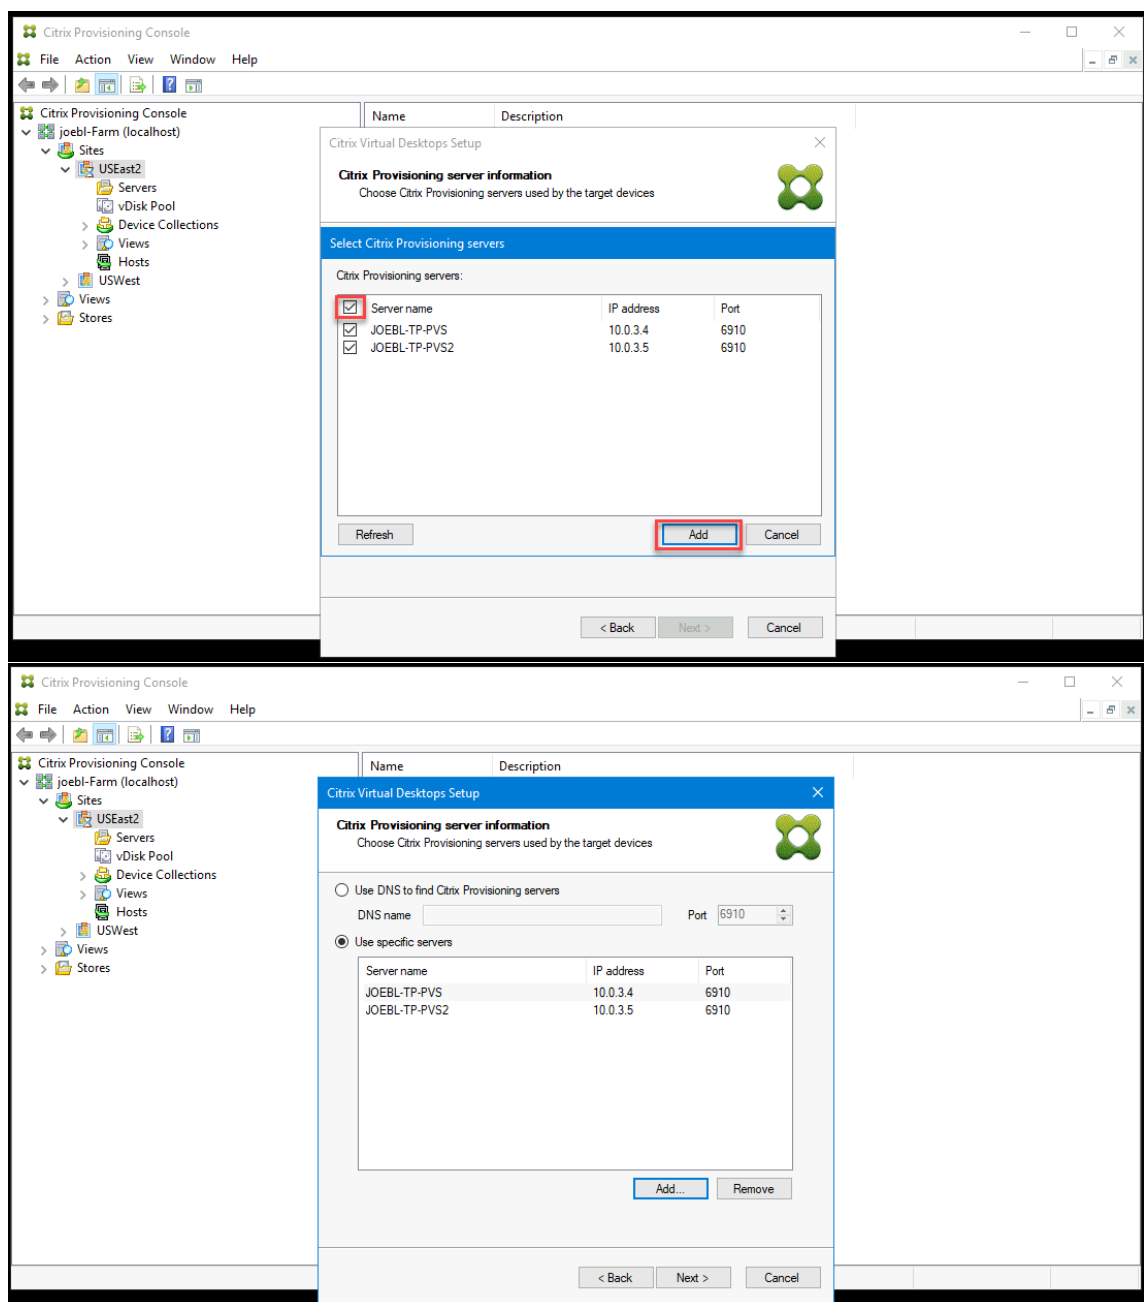 Citrix Provisioning Console
File Action View Window Help
Citrix Provisioning Console
joebl-Farm (localhost)
Sites
USEast2
Servers
vDisk Pool
Device Collections
Views
Hosts
USWest
Views
Stores
Name Description
Citrix Virtual Desktops Setup
Citrix Provisioning server information
Choose Citrix Provisioning servers used by the target devices
Select Citrix Provisioning servers
Citrix Provisioning servers:
Server name IP address Port
JOEBL-TP-PVS 10.0.3.4 6910
JOEBL-TP-PVS2 10.0.3.5 6910
Refresh Add Cancel
< Back Next > Cancel
Citrix Provisioning Console
File Action View Window Help
Citrix Provisioning Console
joebl-Farm (localhost)
Sites
USEast2
Servers
vDisk Pool
Device Collections
Views
Hosts
USWest
Views
Stores
Name Description
Citrix Virtual Desktops Setup
Citrix Provisioning server information
Choose Citrix Provisioning servers used by the target devices
Use DNS to find Citrix Provisioning servers
DNS name Port 6910
Use specific servers
Server name IP address Port
JOEBL-TP-PVS 10.0.3.4 6910
JOEBL-TP-PVS2 10.0.3.5 6910
Add... Remove
< Back Next > Cancel